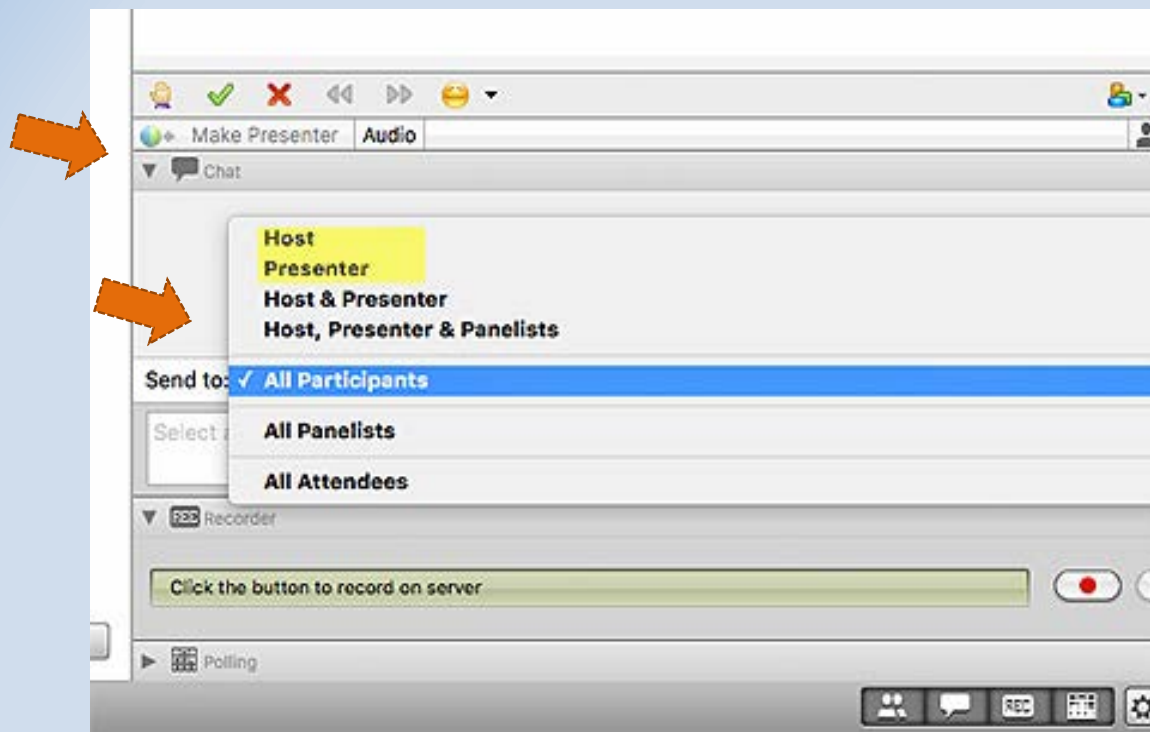 Make Presenter Audio
Chat
Host
Presenter
Host & Presenter
Host, Presenter & Panelists
Send to: ✓ All Participants
Select
All Panelists
All Attendees
Recorder
Click the button to record on server
Polling
REC